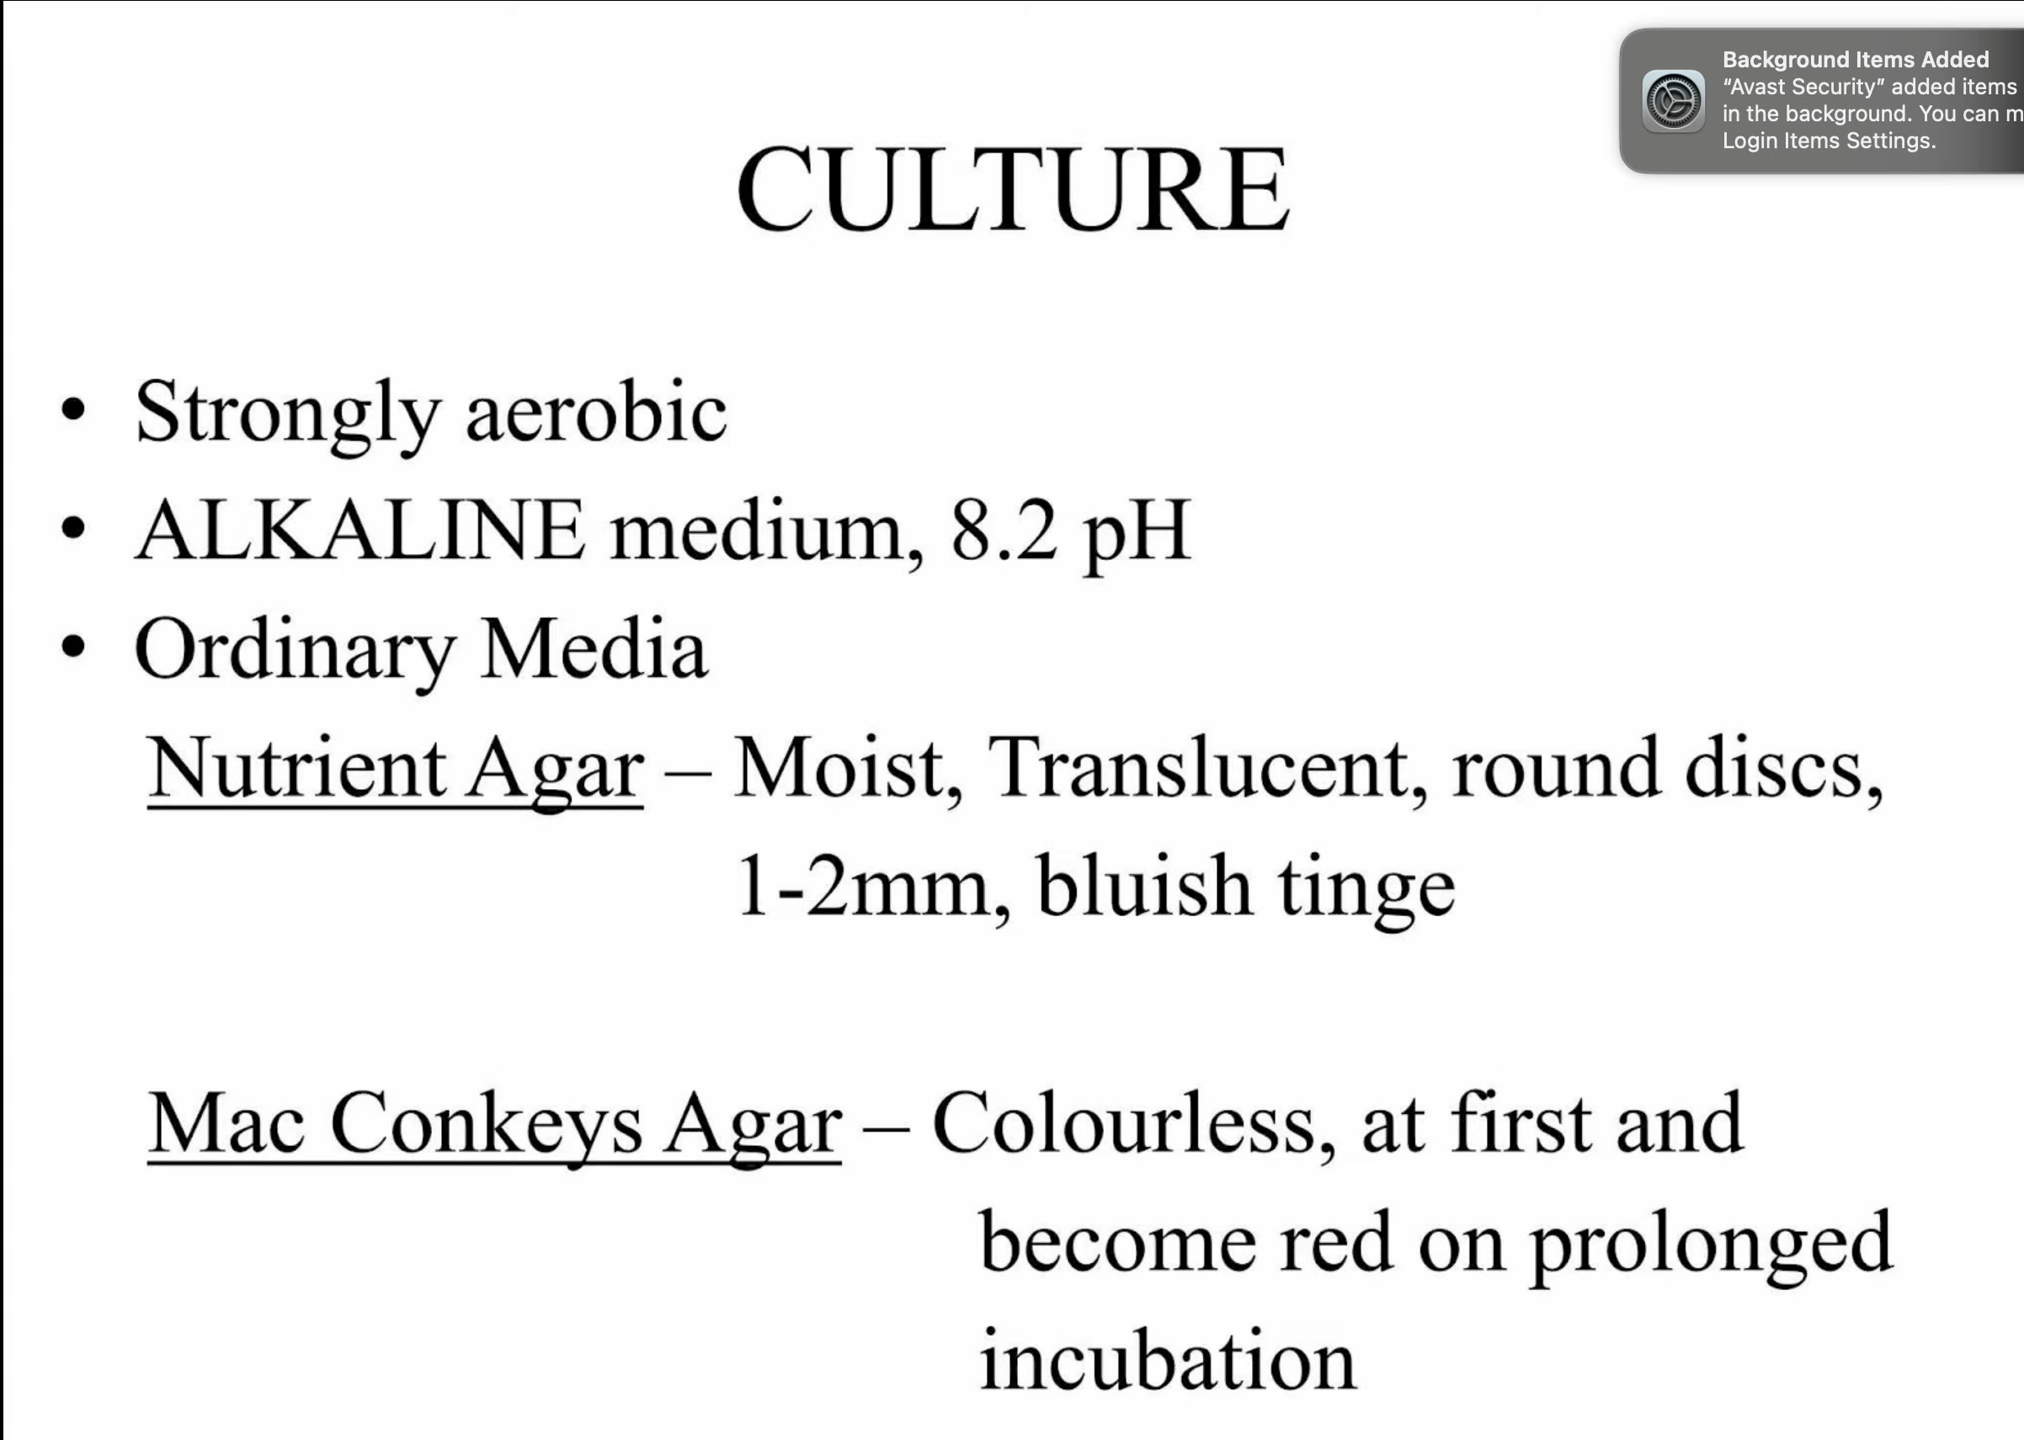 Background Items Added
“Avast Security” added items
in the background. You can m
Login Items Settings.
CULTURE
• Strongly aerobic
• ALKALINE medium, 8.2 pH
• Ordinary Media
Nutrient Agar – Moist, Translucent, round discs,
1-2mm, bluish tinge
Mac Conkeys Agar – Colourless, at first and
become red on prolonged
incubation